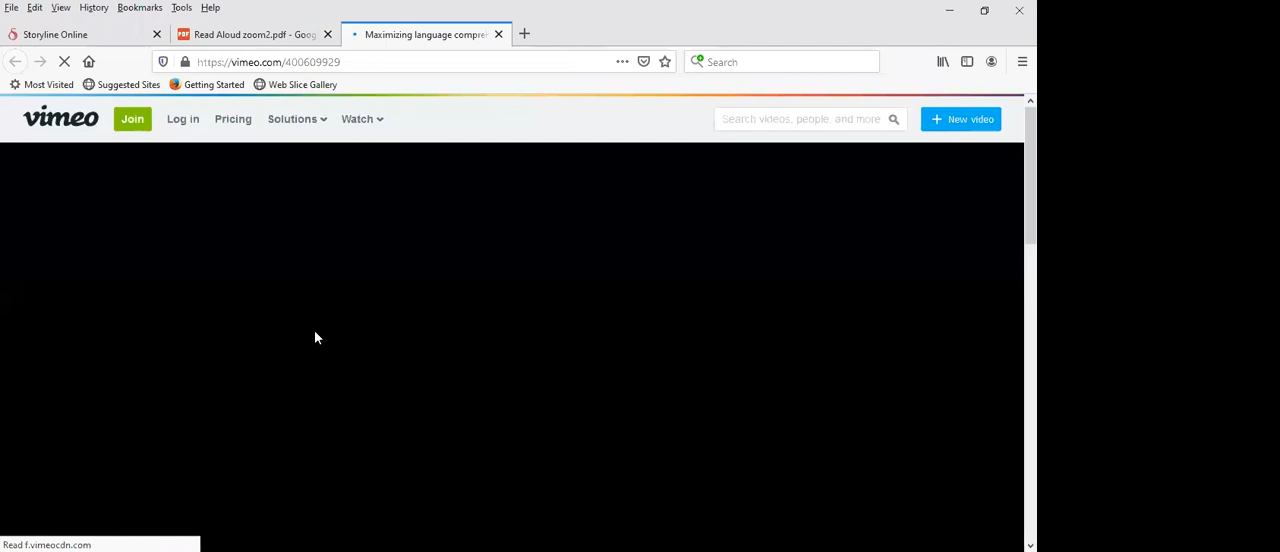 File Edit View History Bookmarks Tools Help
Storyline Online Read Aloud zoom2.pdf - Goog Maximizing language compre
https://vimeo.com/400609929 Search
Most Visited Suggested Sites Getting Started Web Slice Gallery
vimeo Join Log in Pricing Solutions Watch Search videos, people, and more + New video
Read f.vimeocdn.com